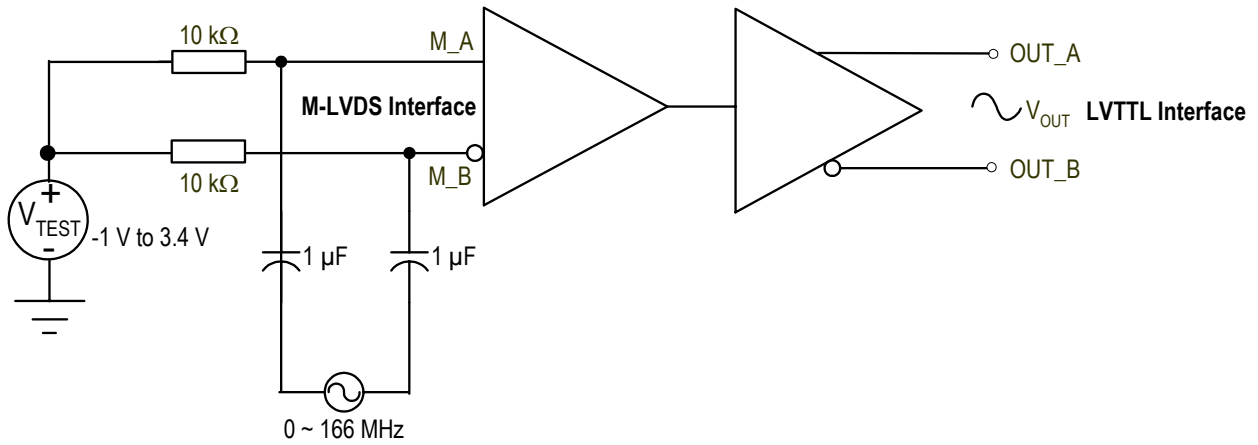 10 kΩ
M_A
OUT_A
M-LVDS Interface
V_OUT LVTTL Interface
10 kΩ
M_B
OUT_B
+
V_TEST
-
-1 V to 3.4 V
1 µF
1 µF
0 ~ 166 MHz